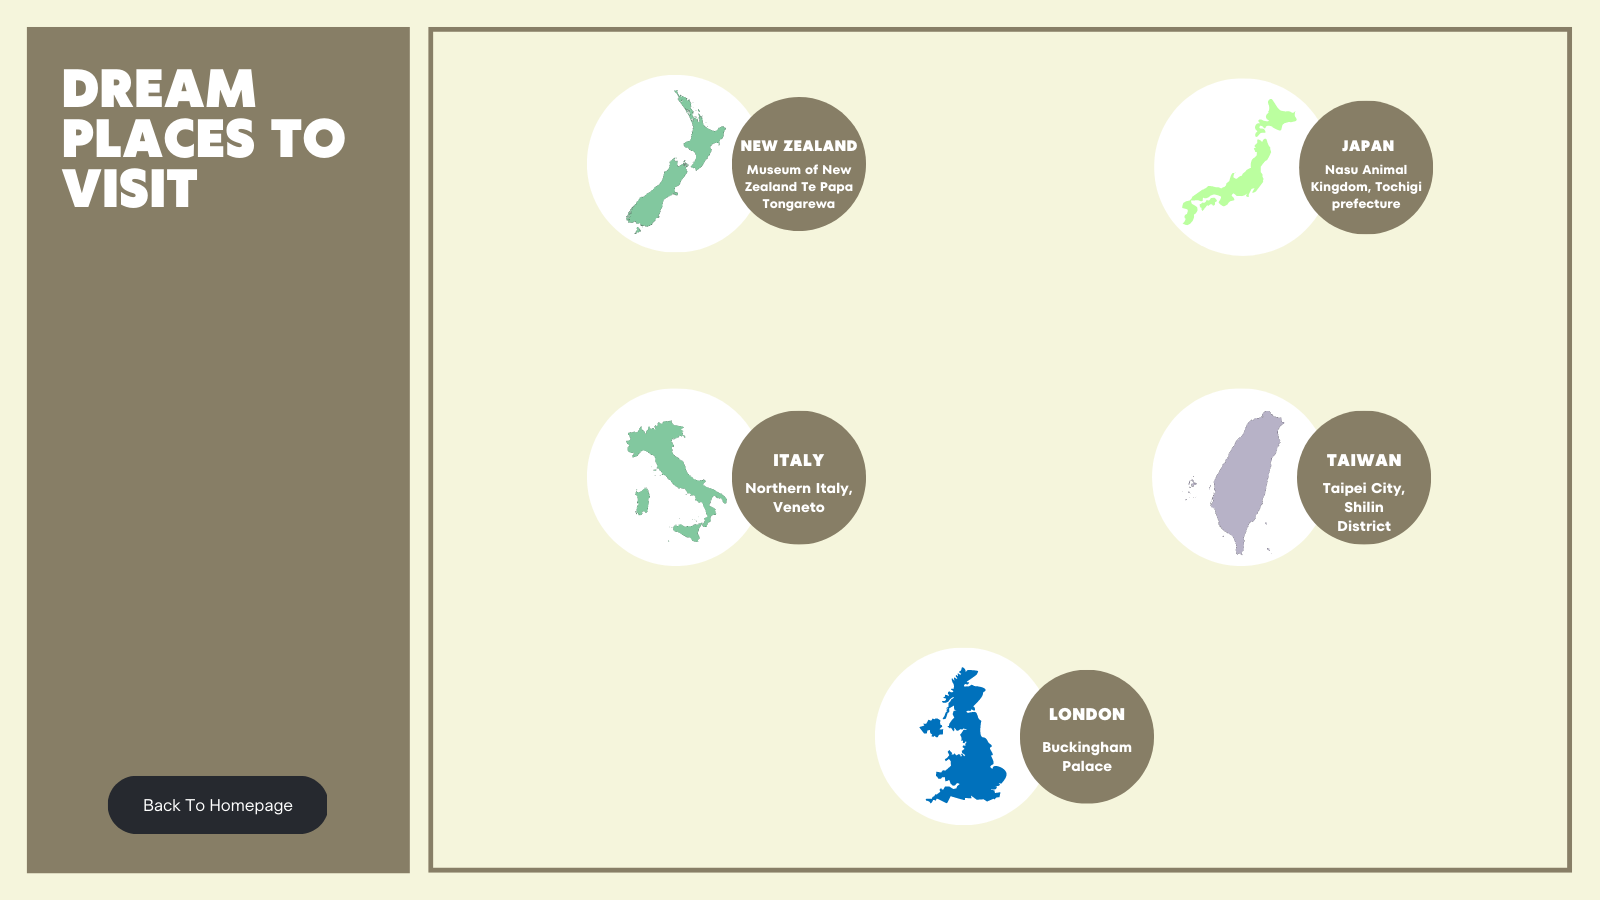 DREAM
PLACES TO
VISIT
NEW ZEALAND
Museum of New
Zealand Te Papa
Tongarewa
JAPAN
Nasu Animal
Kingdom, Tochigi
prefecture
ITALY
Northern Italy,
Veneto
TAIWAN
Taipei City,
Shilin
District
LONDON
Buckingham
Palace
Back To Homepage